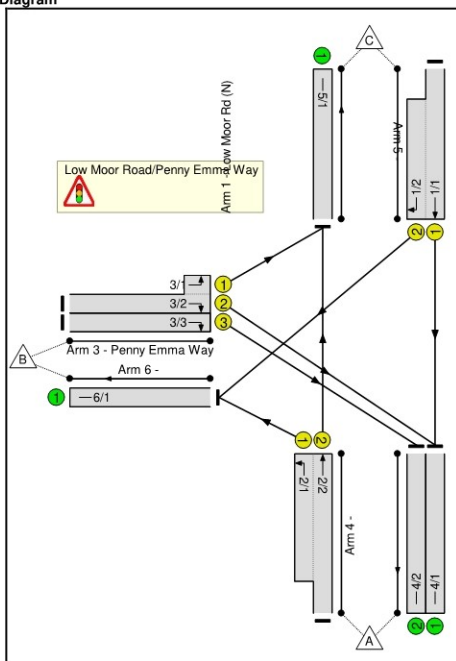 Diagram
C
1
5/1
Arm 5 -
1/2
1/1
2
1
Arm 1 - Low Moor Rd (N)
Low Moor Road/Penny Emma Way
3/1
3/2
3/3
1
2
3
B
Arm 3 - Penny Emma Way
Arm 6 -
1
6/1
1
2
2/1
2/2
Arm 4 -
4/2
4/1
2
1
A